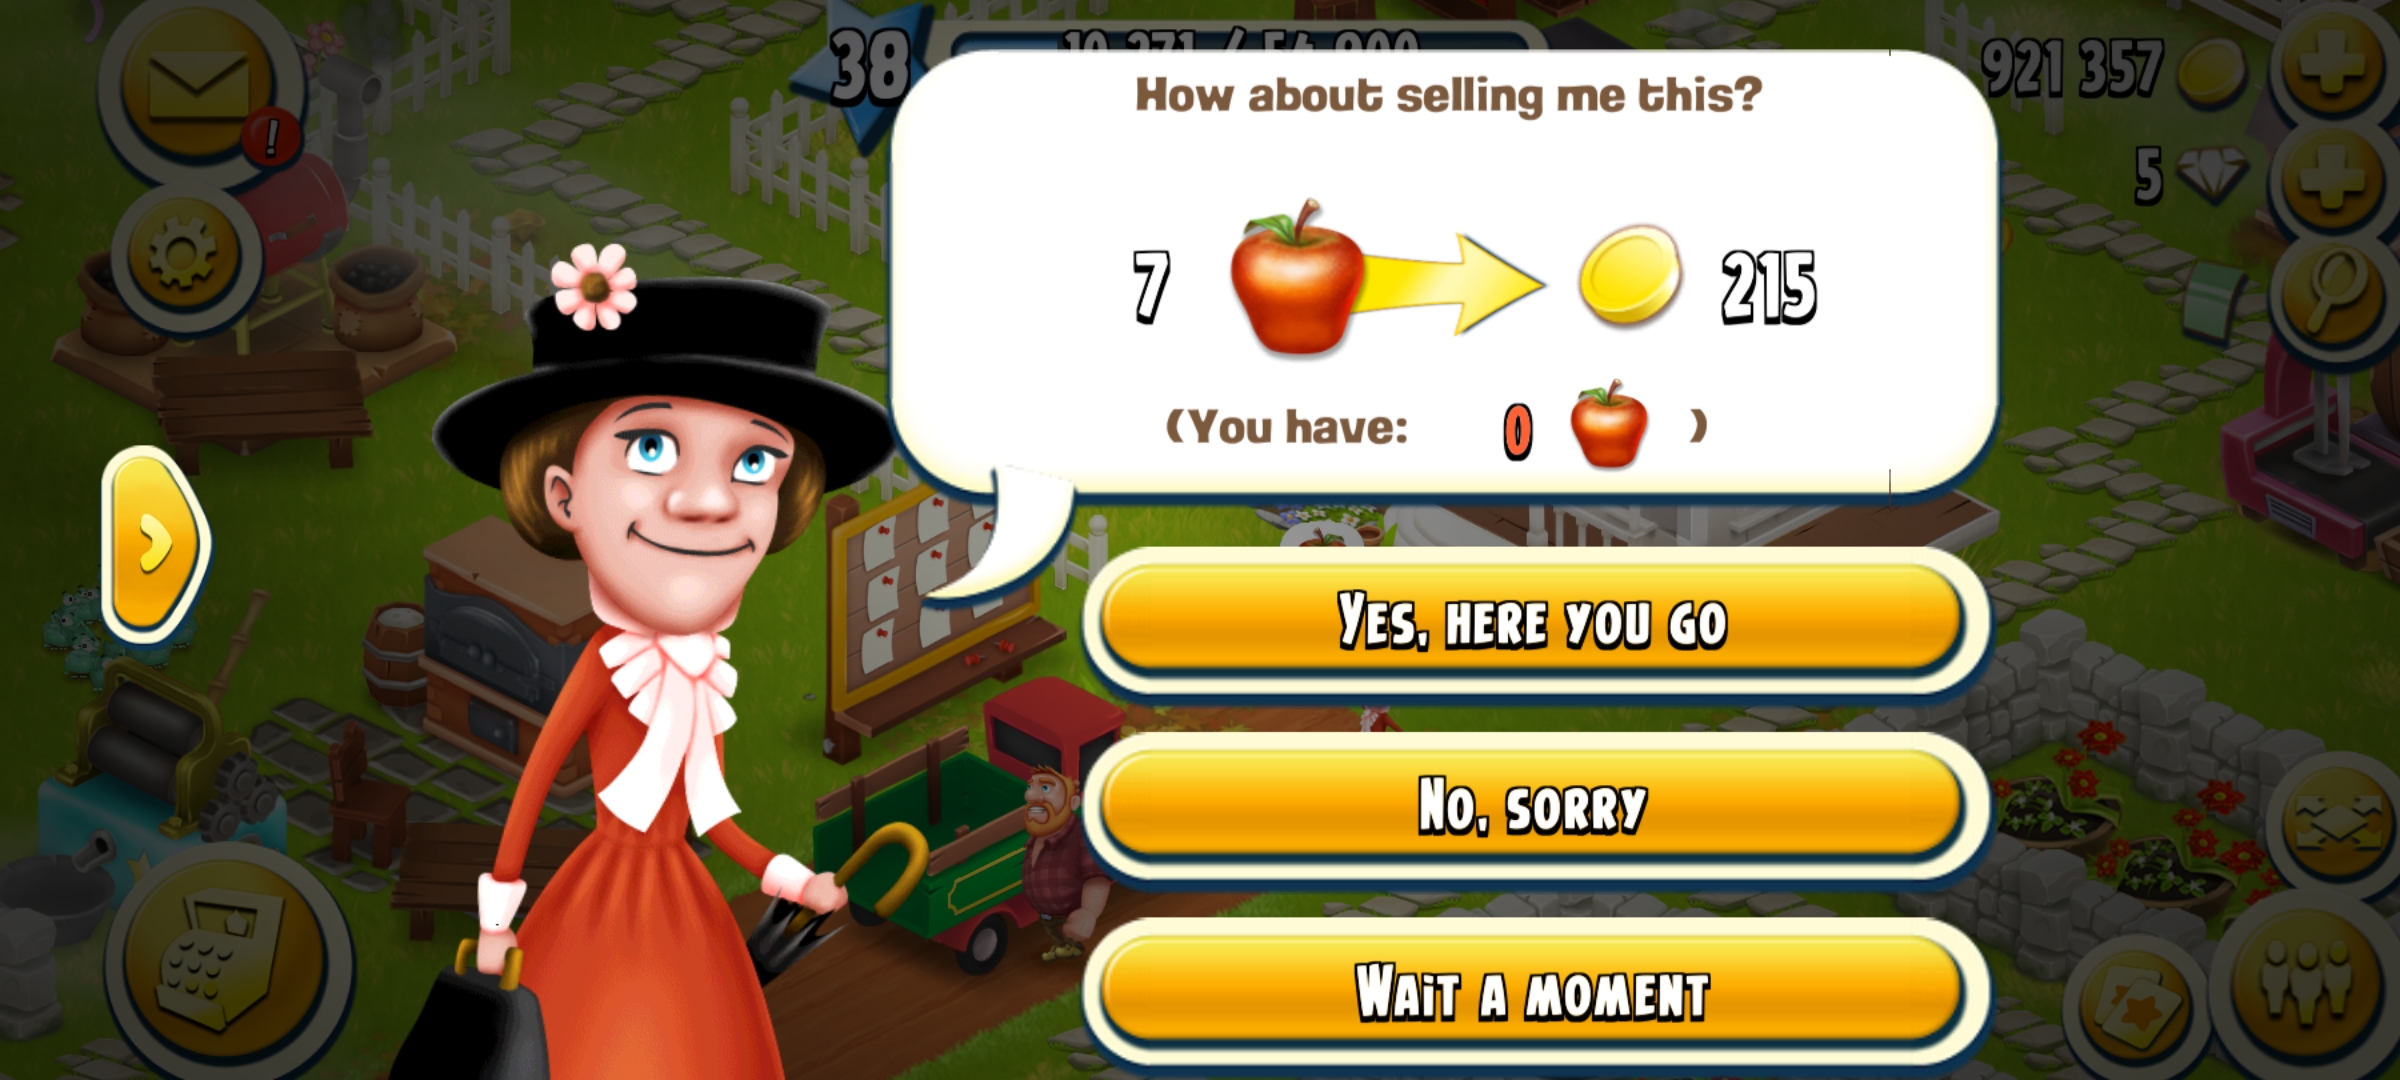 38
921 357
5
!
How about selling me this?
7
215
(You have: 0 )
Yes, here you go
No, sorry
Wait a moment